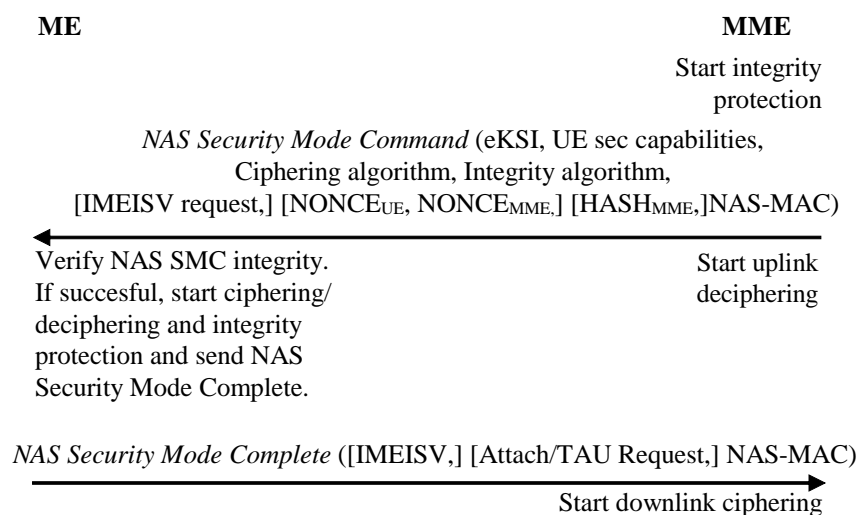 ME MME
Start integrity
protection
NAS Security Mode Command (eKSI, UE sec capabilities,
Ciphering algorithm, Integrity algorithm,
[IMEISV request,] [NONCEUE, NONCEMME,] [HASHMME,]NAS-MAC)
Verify NAS SMC integrity.
If succesful, start ciphering/
deciphering and integrity
protection and send NAS
Security Mode Complete.
Start uplink
deciphering
NAS Security Mode Complete ([IMEISV,] [Attach/TAU Request,] NAS-MAC)
Start downlink ciphering